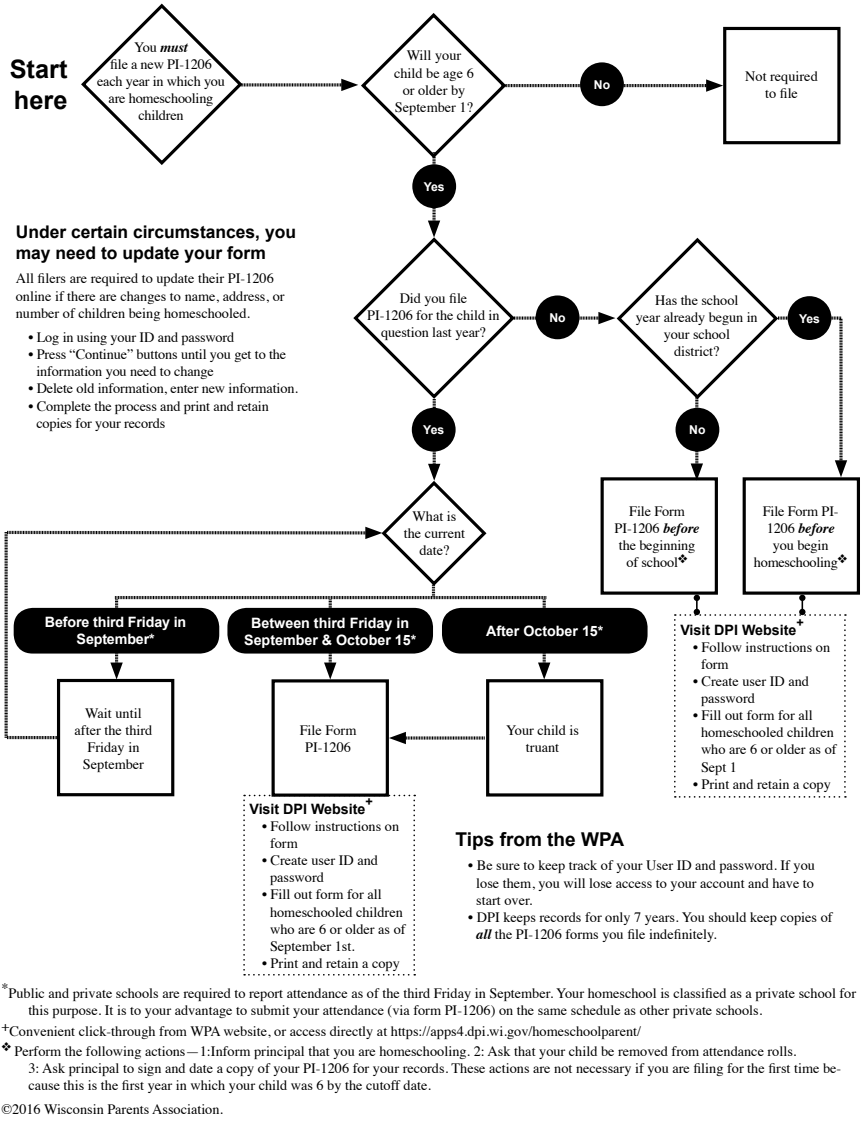 Start
here
You must
file a new PI-1206
each year in which you
are homeschooling
children
Will your
child be age 6
or older by
September 1?
No
Not required
to file
Yes
Under certain circumstances, you
may need to update your form
All filers are required to update their PI-1206
online if there are changes to name, address, or
number of children being homeschooled.
• Log in using your ID and password
• Press “Continue” buttons until you get to the
information you need to change
• Delete old information, enter new information.
• Complete the process and print and retain
copies for your records
Did you file
PI-1206 for the child in
question last year?
No
Has the school
year already begun in
your school
district?
Yes
Yes
No
What is
the current
date?
File Form
PI-1206 before
the beginning
of school❖
File Form PI-
1206 before
you begin
homeschooling❖
Before third Friday in
September*
Between third Friday in
September & October 15*
After October 15*
Wait until
after the third
Friday in
September
File Form
PI-1206
Your child is
truant
Visit DPI Website+
• Follow instructions on
form
• Create user ID and
password
• Fill out form for all
homeschooled children
who are 6 or older as of
Sept 1
• Print and retain a copy
Visit DPI Website+
• Follow instructions on
form
• Create user ID and
password
• Fill out form for all
homeschooled children
who are 6 or older as of
September 1st.
• Print and retain a copy
Tips from the WPA
• Be sure to keep track of your User ID and password. If you
lose them, you will lose access to your account and have to
start over.
• DPI keeps records for only 7 years. You should keep copies of
all the PI-1206 forms you file indefinitely.
*Public and private schools are required to report attendance as of the third Friday in September. Your homeschool is classified as a private school for
this purpose. It is to your advantage to submit your attendance (via form PI-1206) on the same schedule as other private schools.
+Convenient click-through from WPA website, or access directly at https://apps4.dpi.wi.gov/homeschoolparent/
❖ Perform the following actions—1:Inform principal that you are homeschooling. 2: Ask that your child be removed from attendance rolls.
3: Ask principal to sign and date a copy of your PI-1206 for your records. These actions are not necessary if you are filing for the first time be-
cause this is the first year in which your child was 6 by the cutoff date.
©2016 Wisconsin Parents Association.